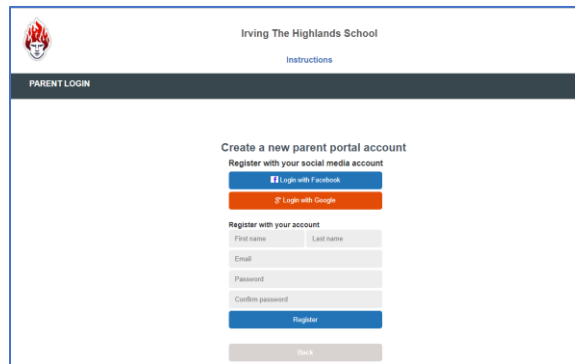 Irving The Highlands School
Instructions
PARENT LOGIN
Create a new parent portal account
Register with your social media account
Login with Facebook
Login with Google
Register with your account
First name Last name
Email
Password
Confirm password
Register
Back